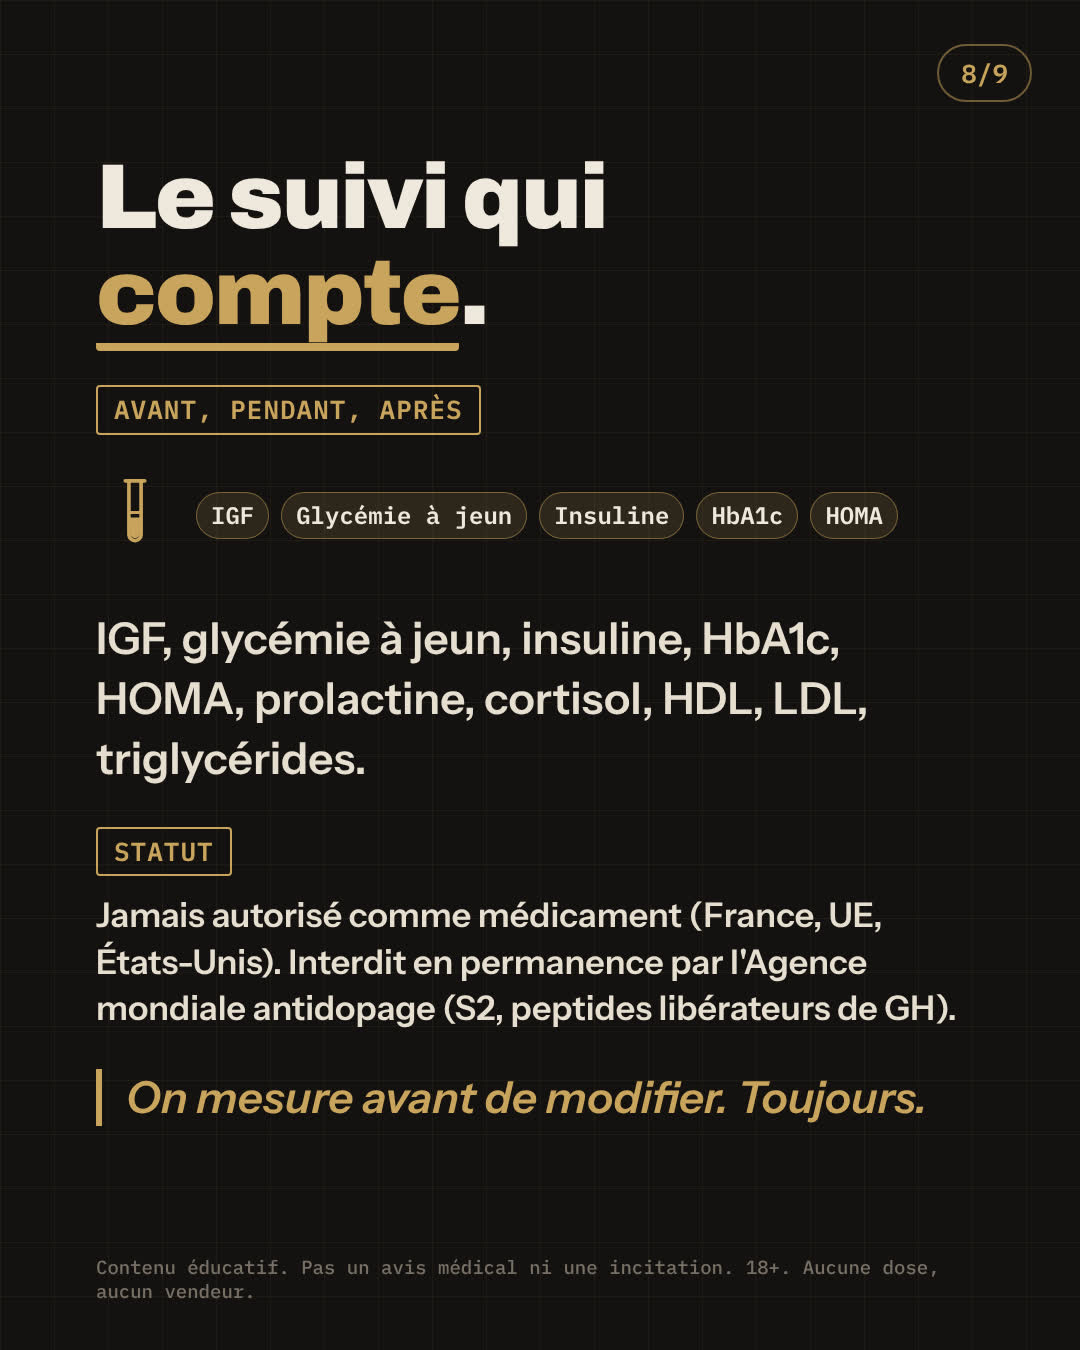 8/9
Le suivi qui
compte.
AVANT, PENDANT, APRÈS
IGF
Glycémie à jeun
Insuline
HbA1c
HOMA
IGF, glycémie à jeun, insuline, HbA1c,
HOMA, prolactine, cortisol, HDL, LDL,
triglycérides.
STATUT
Jamais autorisé comme médicament (France, UE,
États-Unis). Interdit en permanence par l'Agence
mondiale antidopage (S2, peptides libérateurs de GH).
On mesure avant de modifier. Toujours.
Contenu éducatif. Pas un avis médical ni une incitation. 18+. Aucune dose,
aucun vendeur.